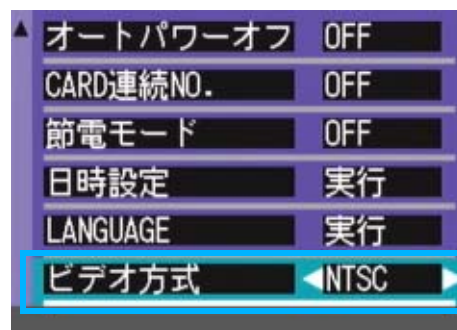 オートパワーオフ OFF
CARD連続NO. OFF
節電モード OFF
日時設定 実行
LANGUAGE 実行
ビデオ方式 NTSC